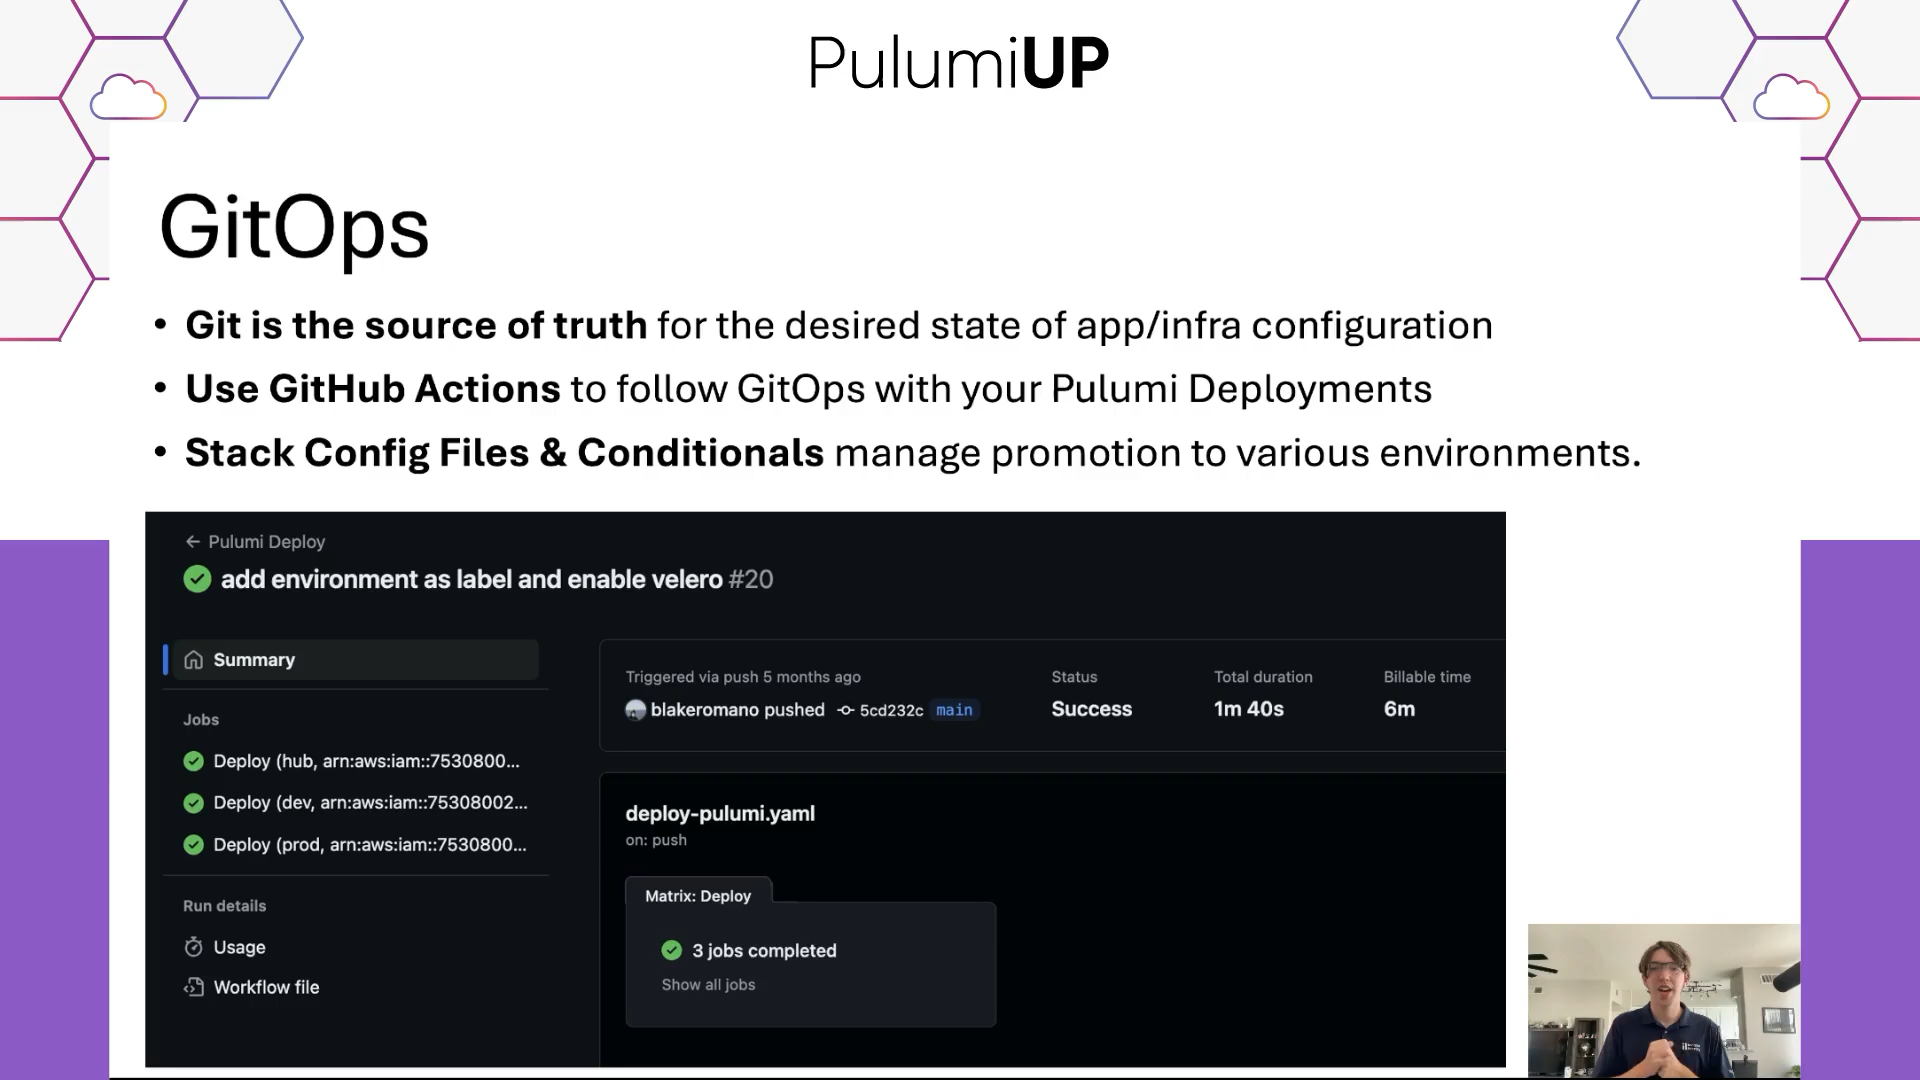 PulumiUP
GitOps
• Git is the source of truth for the desired state of app/infra configuration
• Use GitHub Actions to follow GitOps with your Pulumi Deployments
• Stack Config Files & Conditionals manage promotion to various environments.
← Pulumi Deploy
add environment as label and enable velero #20
Summary
Jobs
Deploy (hub, arn:aws:iam::7530800...
Deploy (dev, arn:aws:iam::75308002...
Deploy (prod, arn:aws:iam::7530800...
Run details
Usage
Workflow file
Triggered via push 5 months ago
blakeromano pushed 5cd232c main
Status
Success
Total duration
1m 40s
Billable time
6m
deploy-pulumi.yaml
on: push
Matrix: Deploy
3 jobs completed
Show all jobs